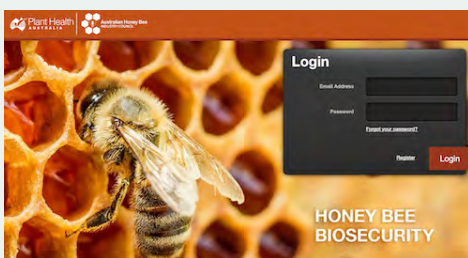 Plant Health
AUSTRALIA
Australian Honey Bee
INDUSTRY COUNCIL
Login
Email Address
Password
Forgot your password?
Register
Login
HONEY BEE
BIOSECURITY